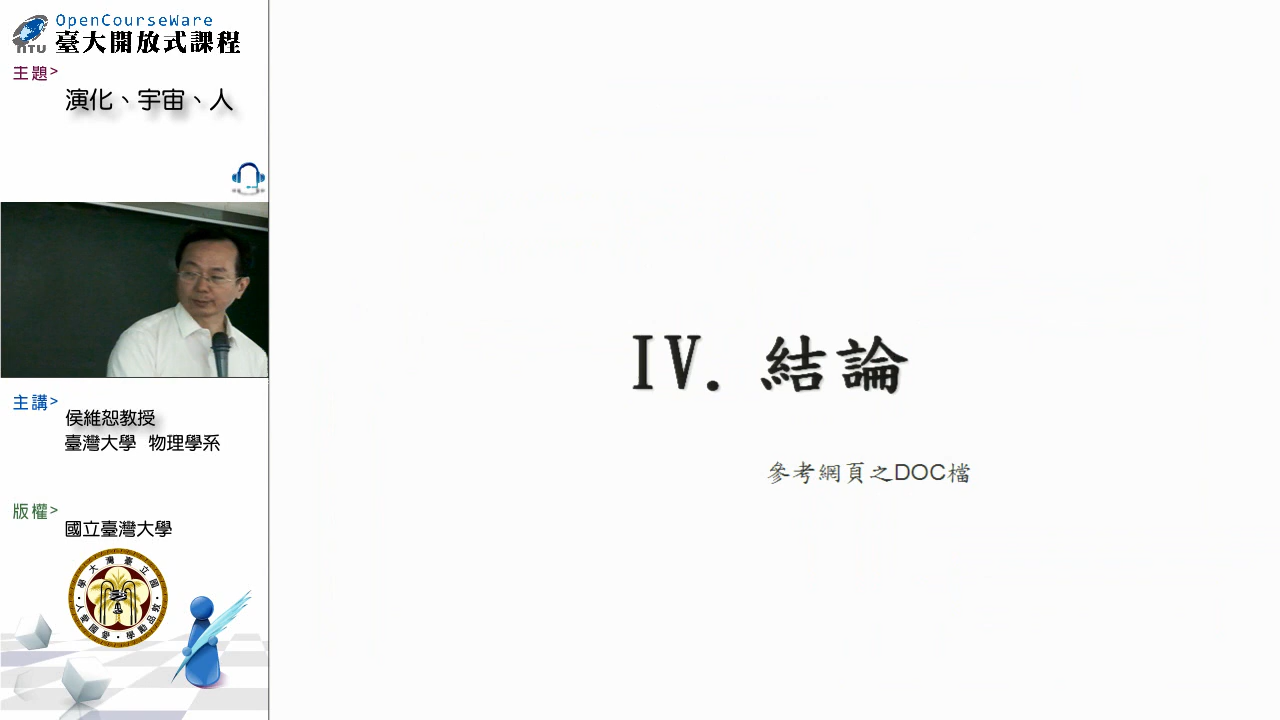 OpenCourseWare
NTU
臺大開放式課程
主題>
演化、宇宙、人
主講>
侯維恕教授
臺灣大學 物理學系
版權>
國立臺灣大學
IV. 結論
參考網頁之DOC檔